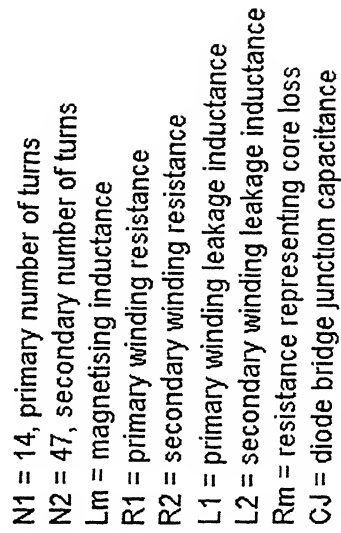 N1 = 14, primary number of turns
N2 = 47, secondary number of turns
Lm = magnetising inductance
R1 = primary winding resistance
R2 = secondary winding resistance
L1 = primary winding leakage inductance
L2 = secondary winding leakage inductance
Rm = resistance representing core loss
CJ = diode bridge junction capacitance